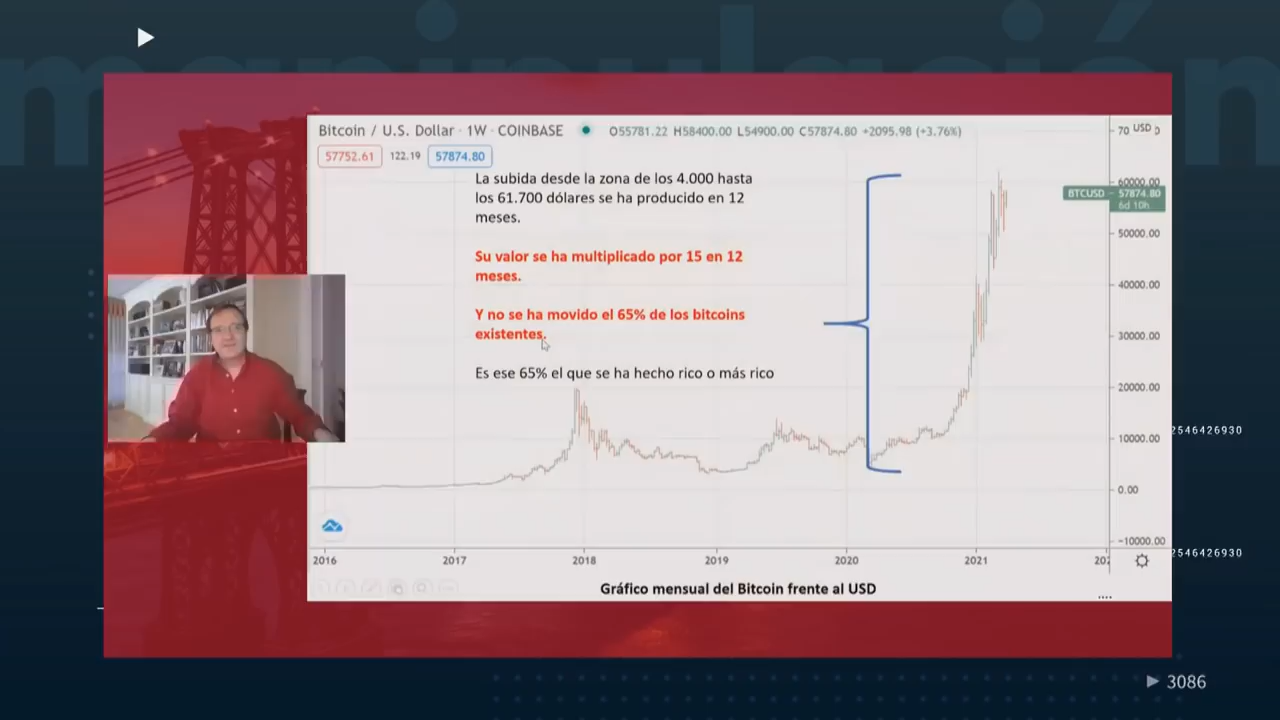 manipulación
Bitcoin / U.S. Dollar · 1W · COINBASE
O55781.22 H58400.00 L54900.00 C57874.80 +2095.98 (+3.76%)
57752.61 122.19 57874.80
La subida desde la zona de los 4.000 hasta
los 61.700 dólares se ha producido en 12
meses.
Su valor se ha multiplicado por 15 en 12
meses.
Y no se ha movido el 65% de los bitcoins
existentes.
Es ese 65% el que se ha hecho rico o más rico
70 USD
60000.00
BTCUSD 57874.80
6d 10h
50000.00
40000.00
30000.00
20000.00
10000.00
0.00
−10000.00
2016 2017 2018 2019 2020 2021
Gráfico mensual del Bitcoin frente al USD
....
2546426930
2546426930
3086